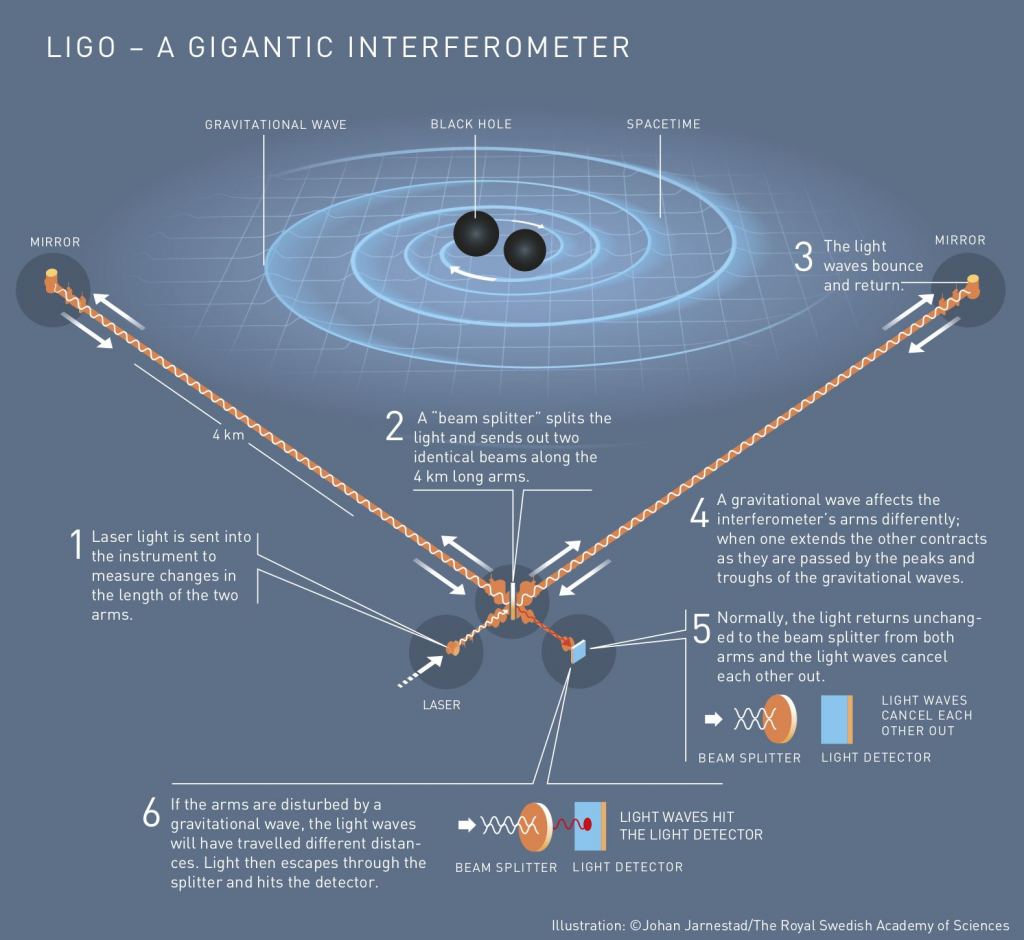 LIGO – A GIGANTIC INTERFEROMETER
GRAVITATIONAL WAVE
BLACK HOLE
SPACETIME
MIRROR
MIRROR
3 The light
waves bounce
and return.
4 km
2 A "beam splitter" splits the
light and sends out two
identical beams along the
4 km long arms.
1 Laser light is sent into
the instrument to
measure changes in
the length of the two
arms.
4 A gravitational wave affects the
interferometer's arms differently;
when one extends the other contracts
as they are passed by the peaks and
troughs of the gravitational waves.
5 Normally, the light returns unchang-
ed to the beam splitter from both
arms and the light waves cancel
each other out.
LASER
LIGHT WAVES
CANCEL EACH
OTHER OUT
BEAM SPLITTER
LIGHT DETECTOR
6 If the arms are disturbed by a
gravitational wave, the light waves
will have travelled different distan-
ces. Light then escapes through the
splitter and hits the detector.
LIGHT WAVES HIT
THE LIGHT DETECTOR
BEAM SPLITTER
LIGHT DETECTOR
Illustration: ©Johan Jarnestad/The Royal Swedish Academy of Sciences